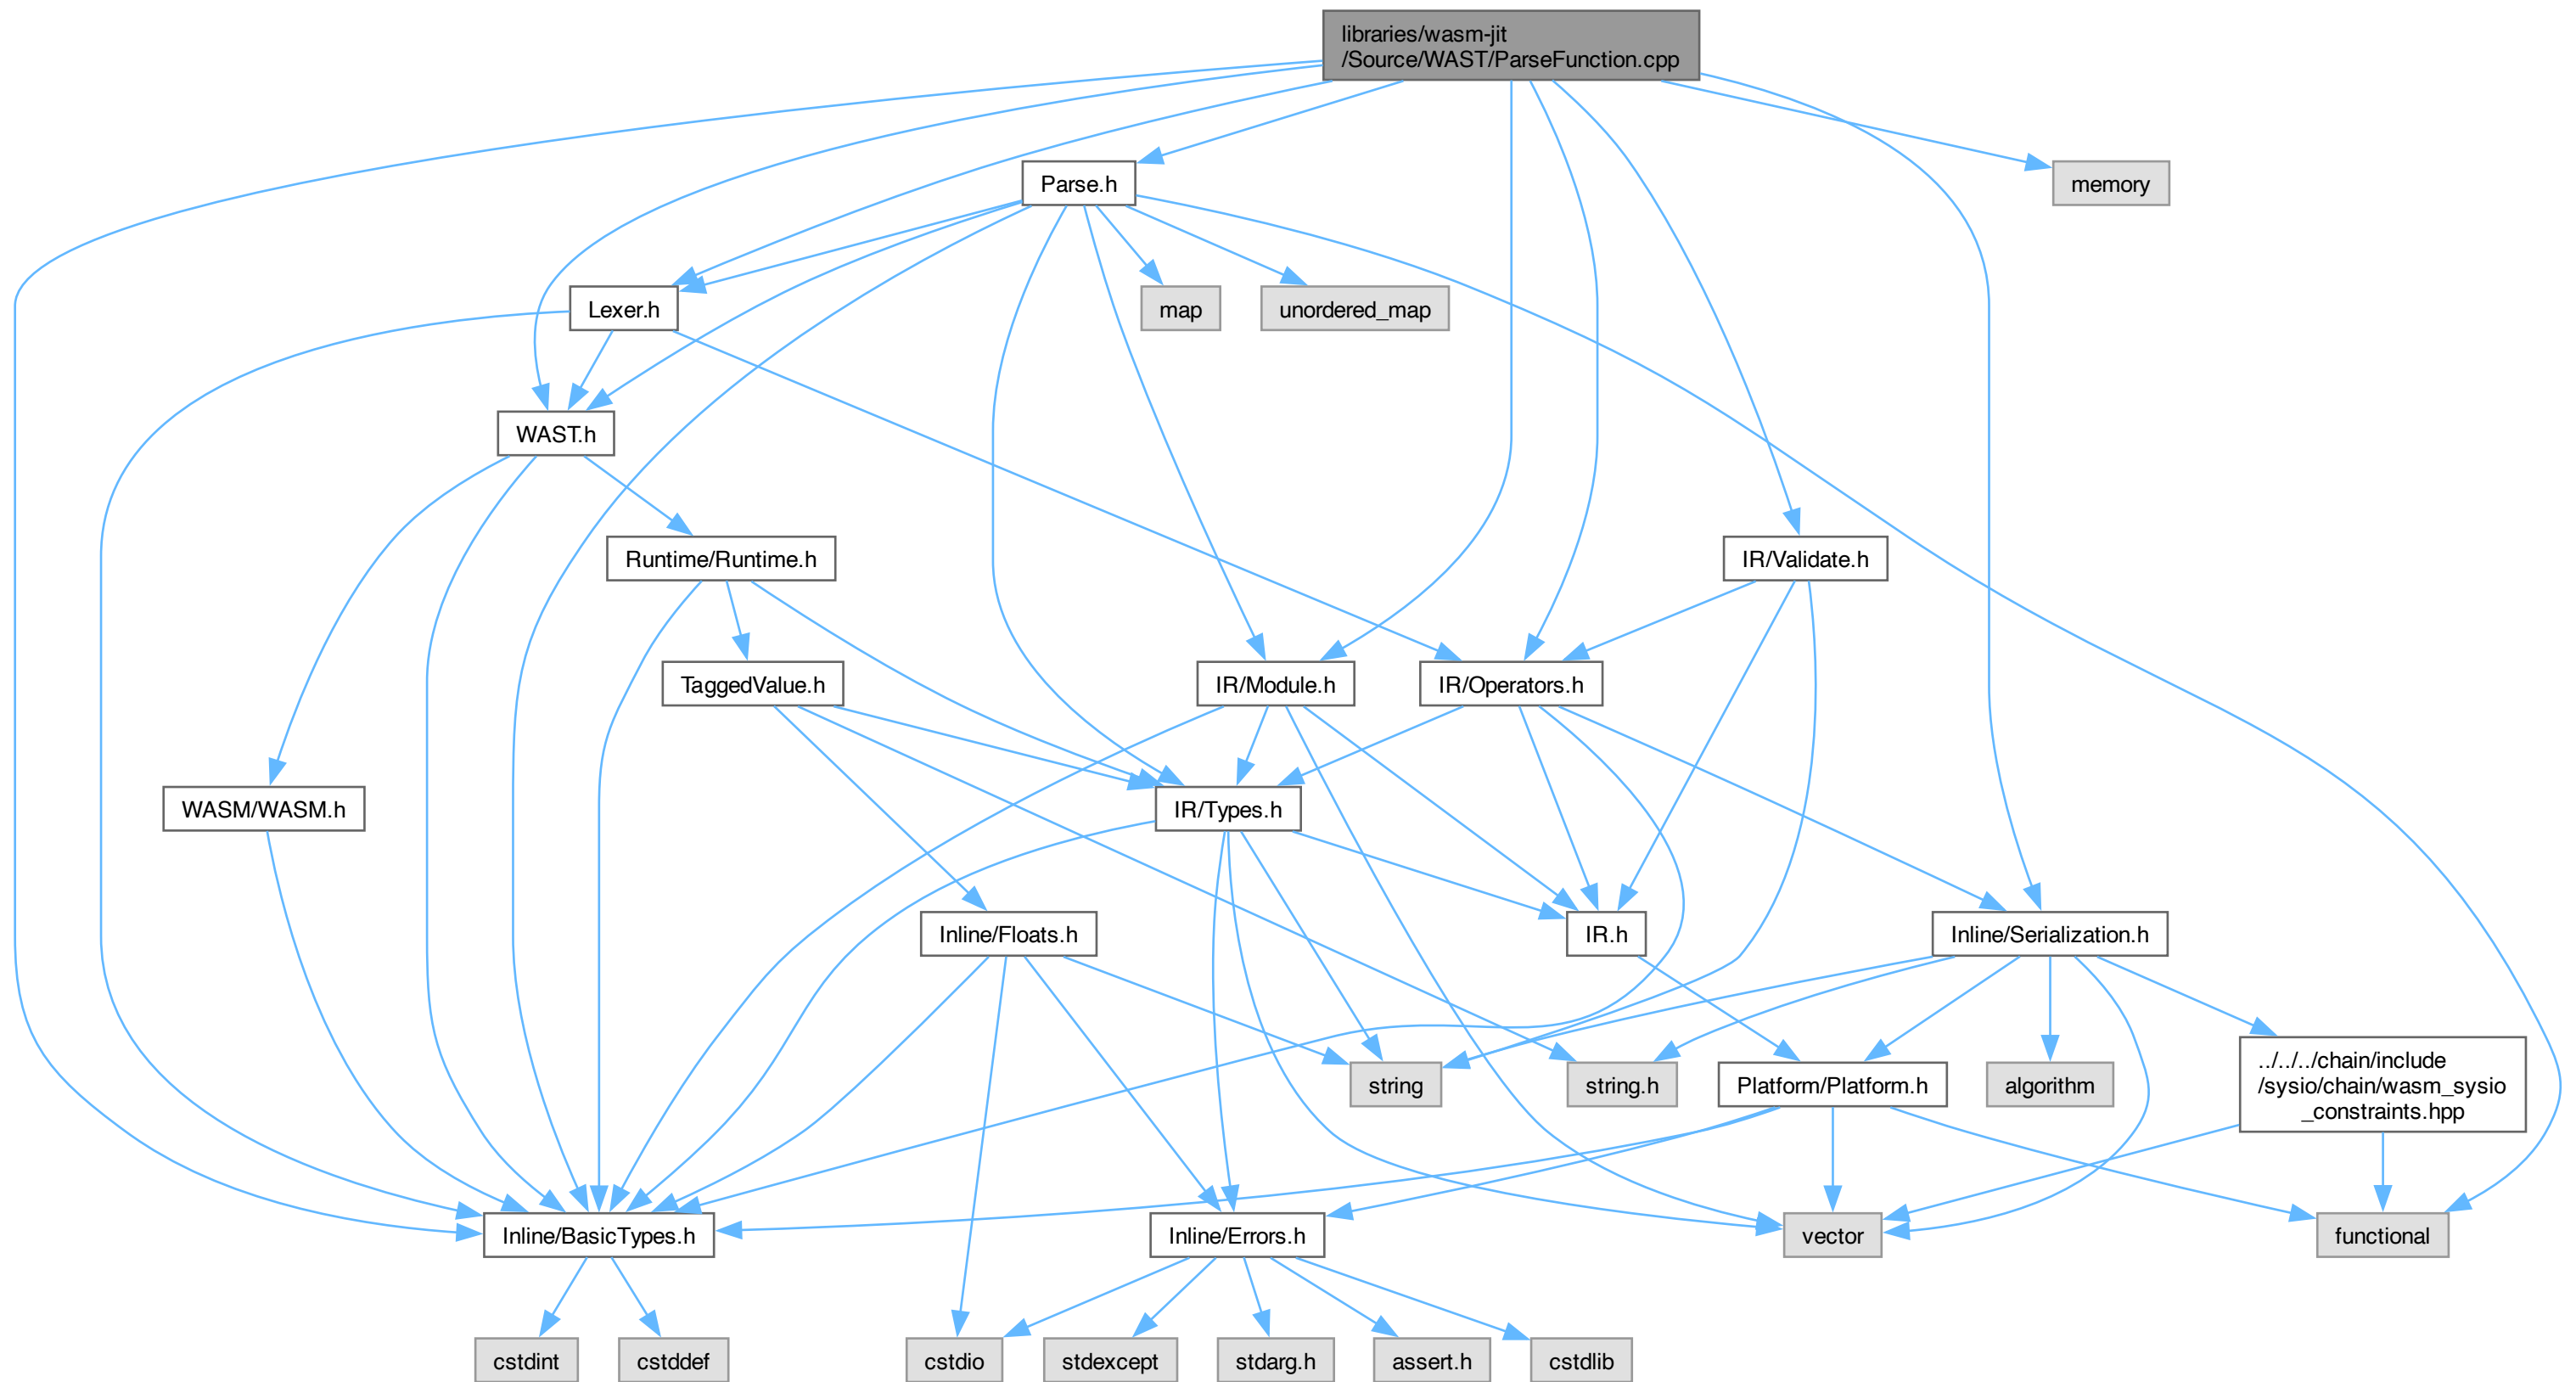 libraries/wasm-jit
/Source/WAST/ParseFunction.cpp
Parse.h
memory
Lexer.h
map
unordered_map
WAST.h
Runtime/Runtime.h
IR/Validate.h
TaggedValue.h
IR/Module.h
IR/Operators.h
WASM/WASM.h
IR/Types.h
Inline/Floats.h
IR.h
Inline/Serialization.h
string
string.h
Platform/Platform.h
algorithm
../../../chain/include
/sysio/chain/wasm_sysio
_constraints.hpp
Inline/BasicTypes.h
Inline/Errors.h
vector
functional
cstdint
cstddef
cstdio
stdexcept
stdarg.h
assert.h
cstdlib